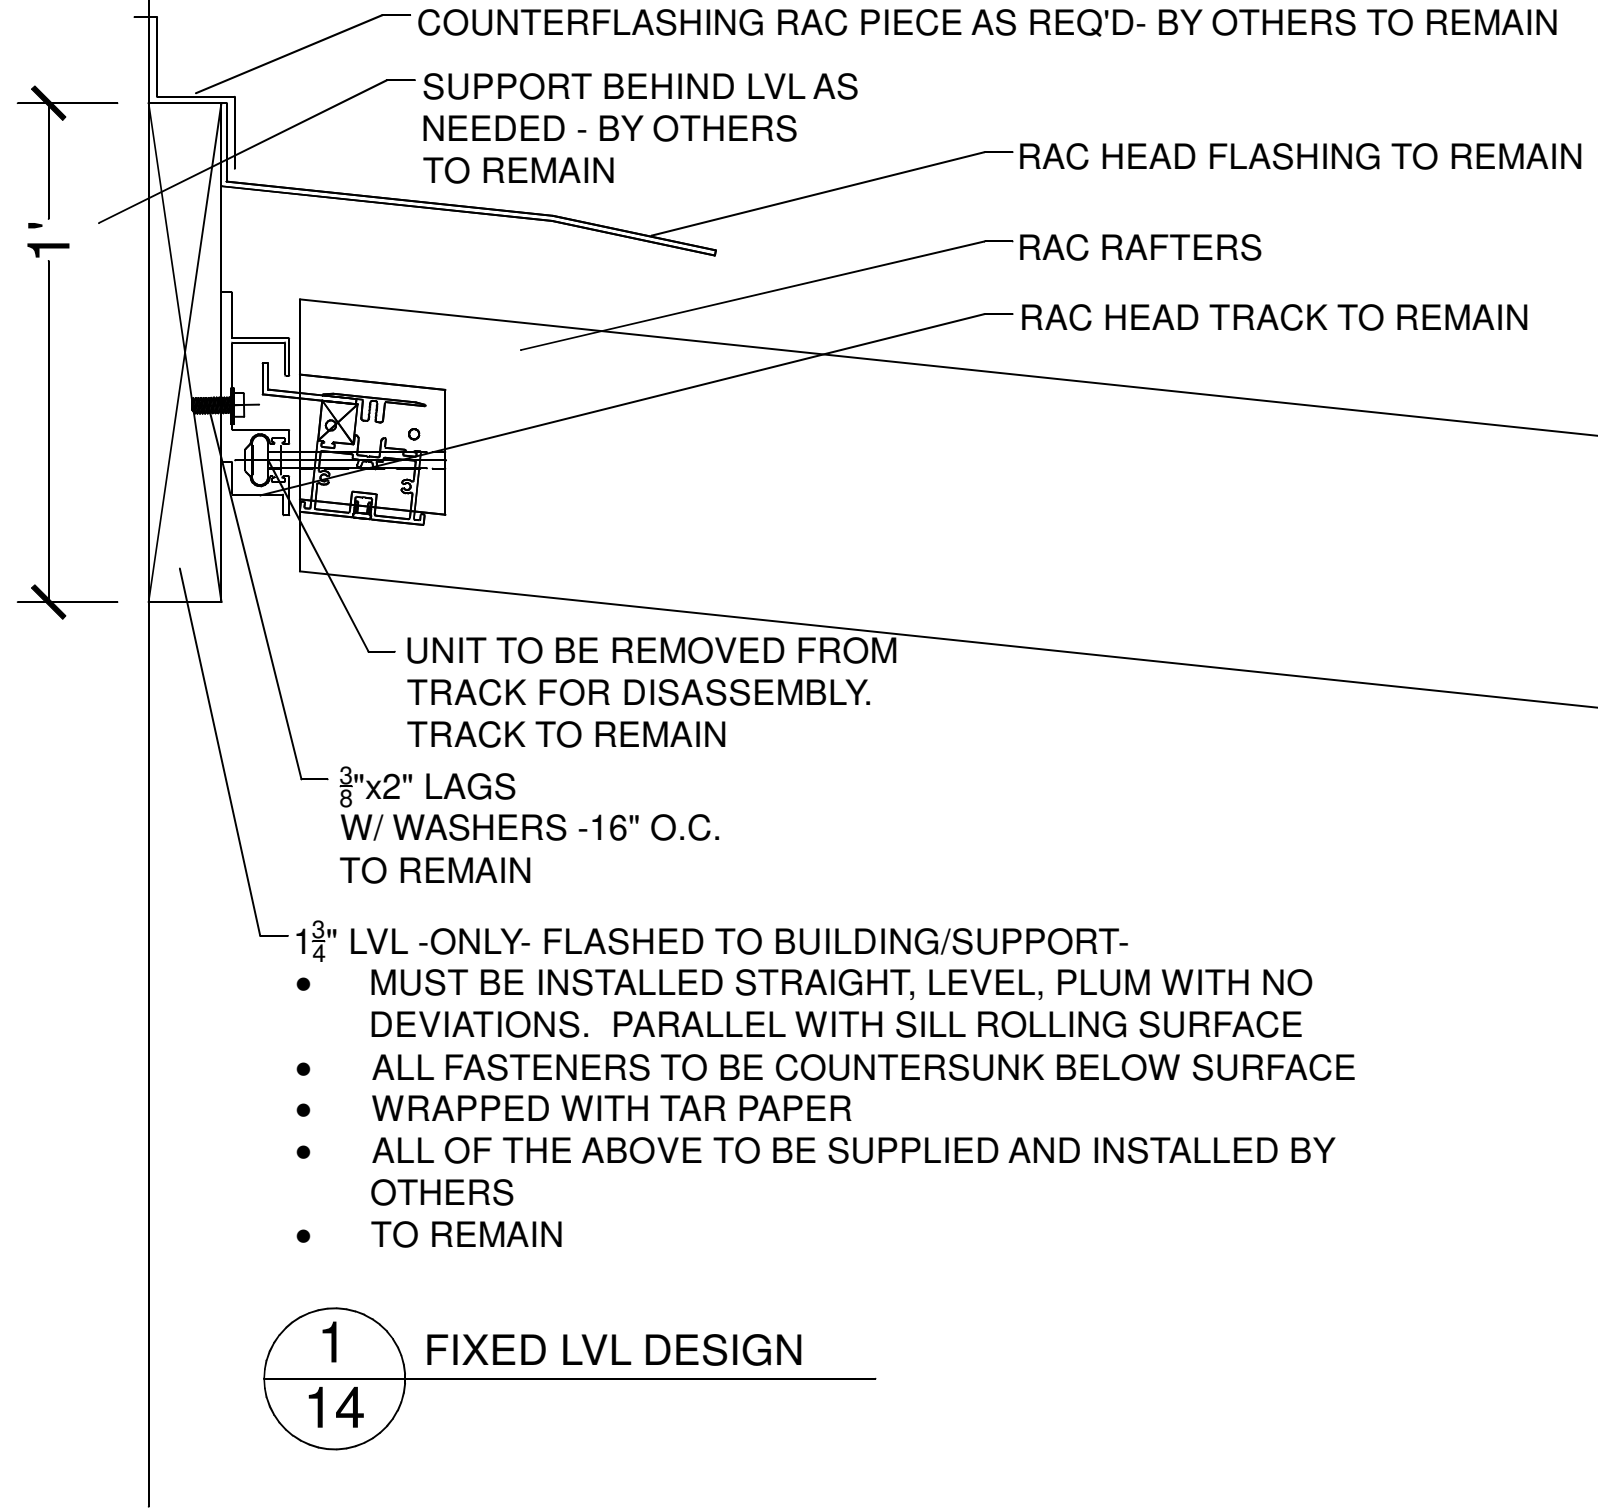 COUNTERFLASHING RAC PIECE AS REQ'D- BY OTHERS TO REMAIN
SUPPORT BEHIND LVL AS
NEEDED - BY OTHERS
TO REMAIN
RAC HEAD FLASHING TO REMAIN
RAC RAFTERS
RAC HEAD TRACK TO REMAIN
1'
UNIT TO BE REMOVED FROM
TRACK FOR DISASSEMBLY.
TRACK TO REMAIN
3/8"x2" LAGS
W/ WASHERS -16" O.C.
TO REMAIN
1 3/4" LVL -ONLY- FLASHED TO BUILDING/SUPPORT-
• MUST BE INSTALLED STRAIGHT, LEVEL, PLUM WITH NO
DEVIATIONS. PARALLEL WITH SILL ROLLING SURFACE
• ALL FASTENERS TO BE COUNTERSUNK BELOW SURFACE
• WRAPPED WITH TAR PAPER
• ALL OF THE ABOVE TO BE SUPPLIED AND INSTALLED BY
OTHERS
• TO REMAIN
1
14
FIXED LVL DESIGN